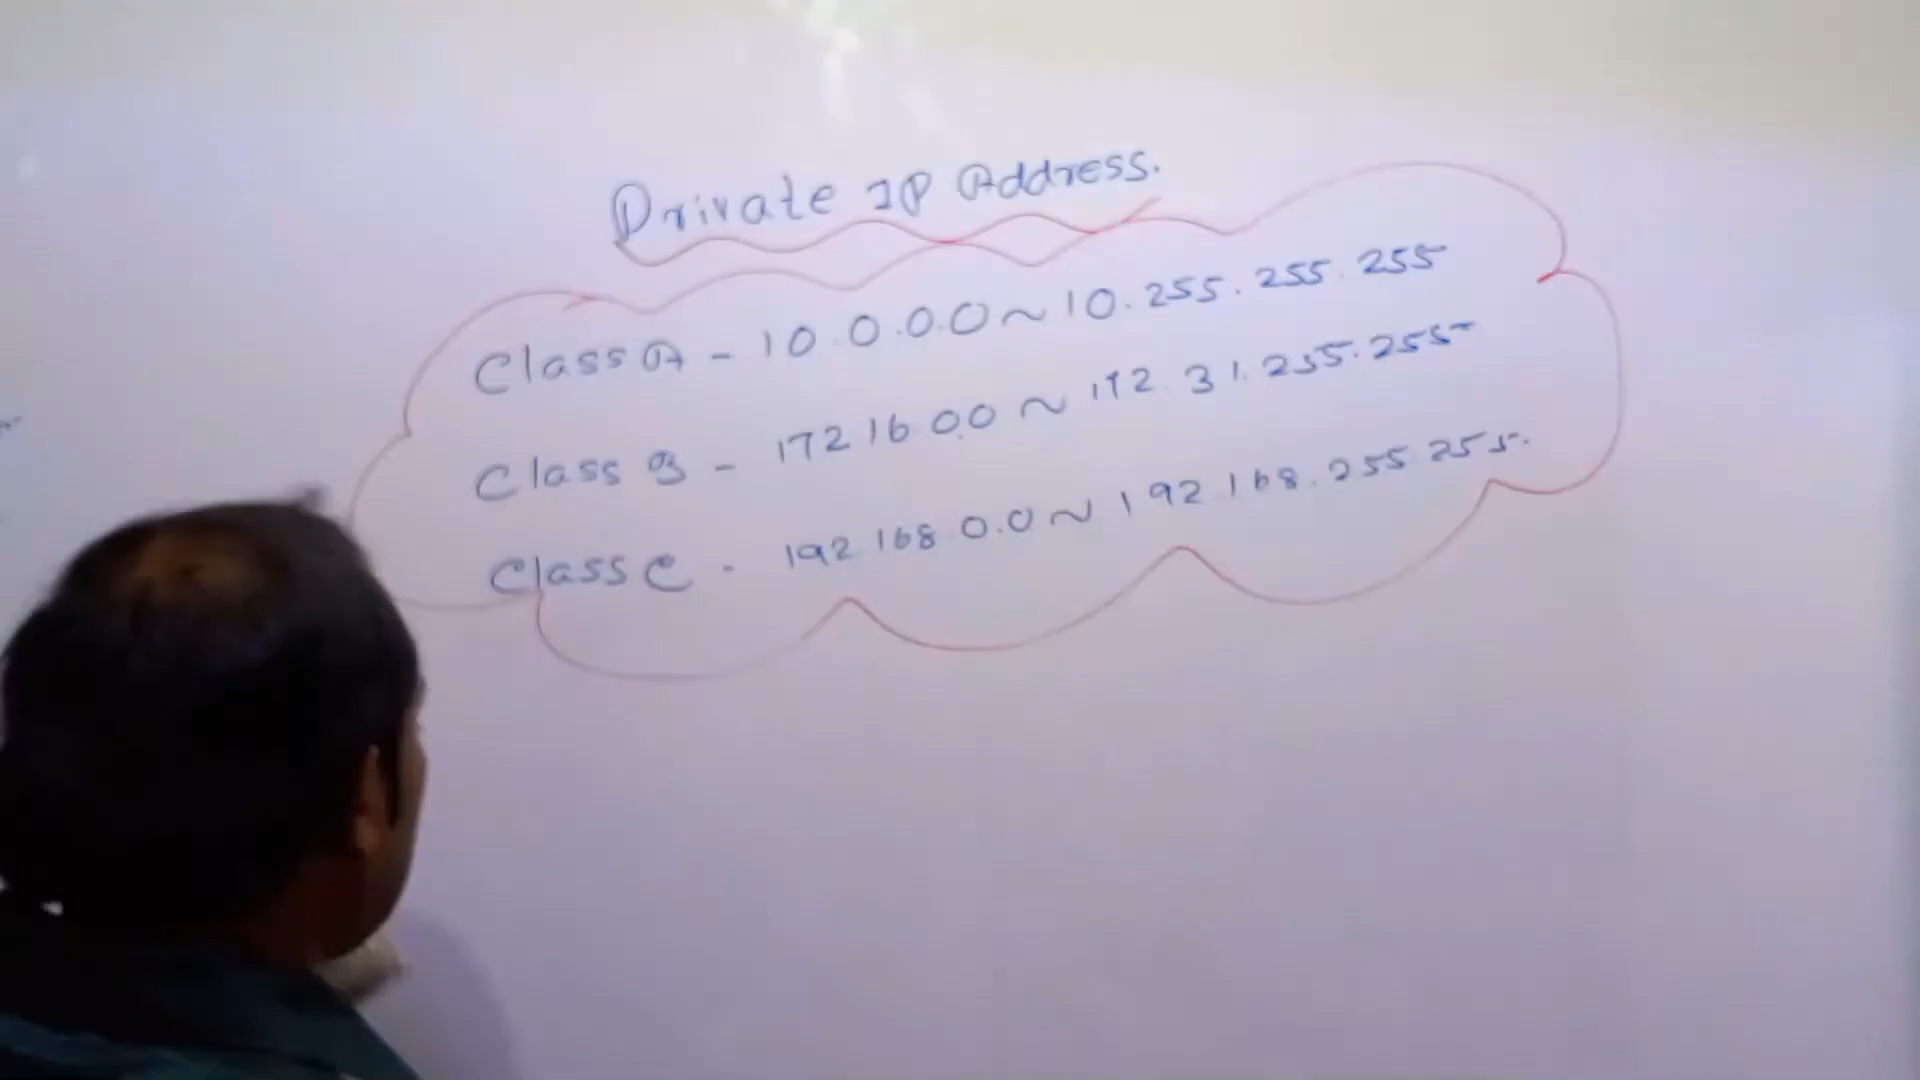 Private IP Address.
Class A - 10.0.0.0 ~ 10.255.255.255
Class B - 172 16 0.0 ~ 172.31.255.255
Class C - 192 168 0.0 ~ 192.168.255.255.